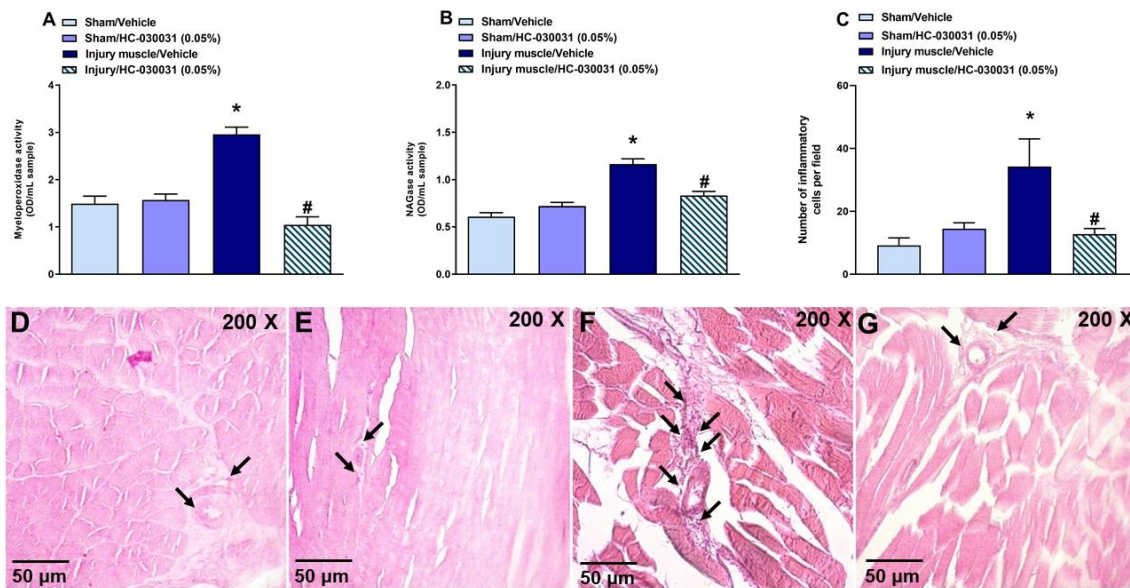 A
Sham/Vehicle
Sham/HC-030031 (0.05%)
Injury muscle/Vehicle
Injury/HC-030031 (0.05%)
Myeloperoxidase activity
(OD/mL sample)
4
3
2
1
0
*
#
B
Sham/Vehicle
Sham/HC-030031 (0.05%)
Injury muscle/Vehicle
Injury muscle/HC-030031 (0.05%)
NAGase activity
(OD/mL sample)
2.0
1.5
1.0
0.5
0.0
*
#
C
Sham/Vehicle
Sham/HC-030031 (0.05%)
Injury muscle/Vehicle
Injury muscle/HC-030031 (0.05%)
Number of inflammatory
cells per field
60
40
20
0
*
#
D
200 X
50 µm
E
200 X
50 µm
F
200 X
50 µm
G
200 X
50 µm